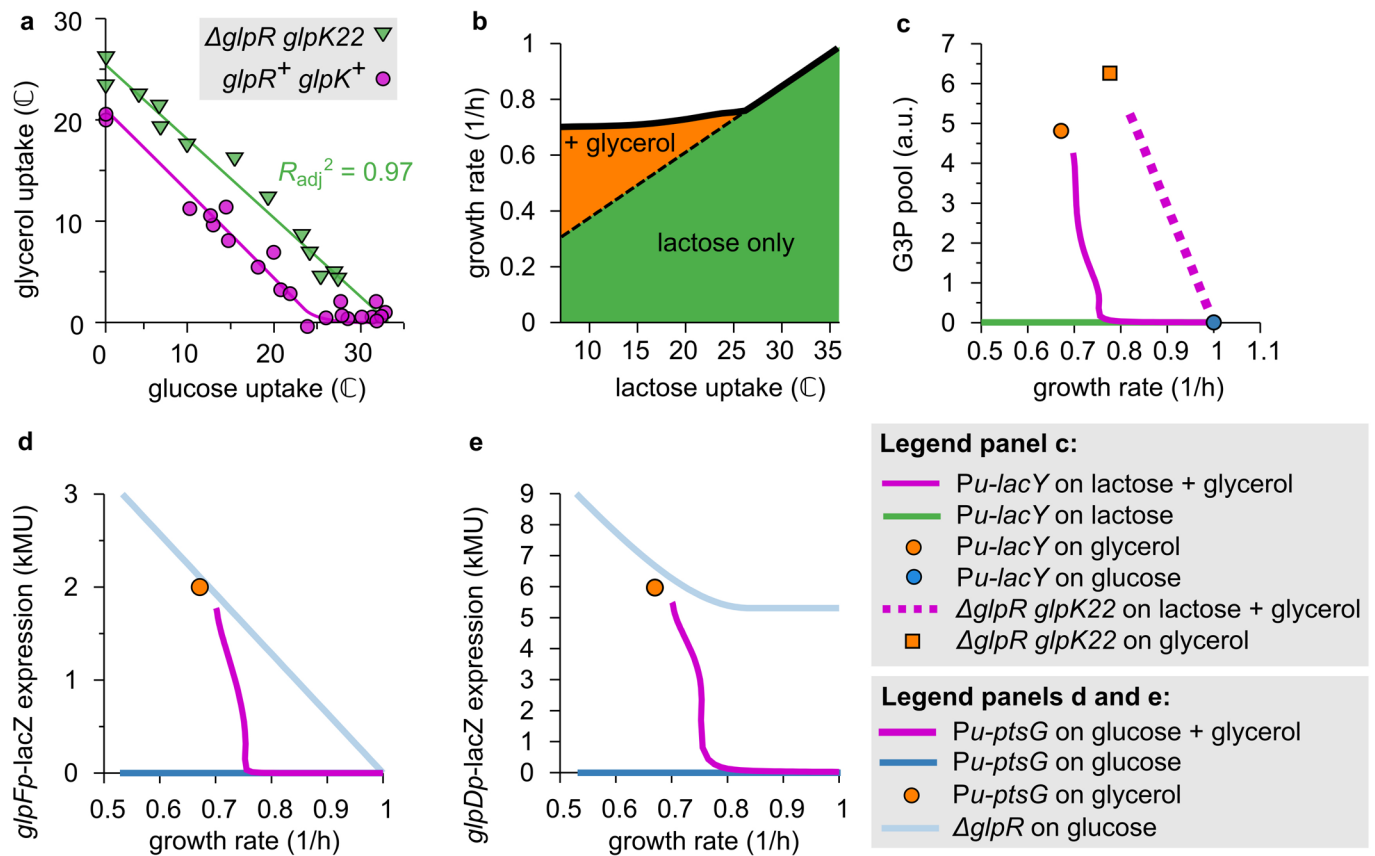 a
30
20
10
0
glycerol uptake (ℂ)
ΔglpR glpK22
glpR+ glpK+
Radj2 = 0.97
0
10
20
30
glucose uptake (ℂ)
b
1
0.8
0.6
0.4
0.2
0
growth rate (1/h)
+ glycerol
lactose only
10
15
20
25
30
35
lactose uptake (ℂ)
c
7
6
5
4
3
2
1
0
G3P pool (a.u.)
0.5 0.6 0.7 0.8 0.9 1 1.1
growth rate (1/h)
d
3
2
1
0
glpFp-lacZ expression (kMU)
0.5 0.6 0.7 0.8 0.9 1
growth rate (1/h)
e
9
8
7
6
5
4
3
2
1
0
glpDp-lacZ expression (kMU)
0.5 0.6 0.7 0.8 0.9 1
growth rate (1/h)
Legend panel c:
Pu-lacY on lactose + glycerol
Pu-lacY on lactose
Pu-lacY on glycerol
Pu-lacY on glucose
ΔglpR glpK22 on lactose + glycerol
ΔglpR glpK22 on glycerol
Legend panels d and e:
Pu-ptsG on glucose + glycerol
Pu-ptsG on glucose
Pu-ptsG on glycerol
ΔglpR on glucose